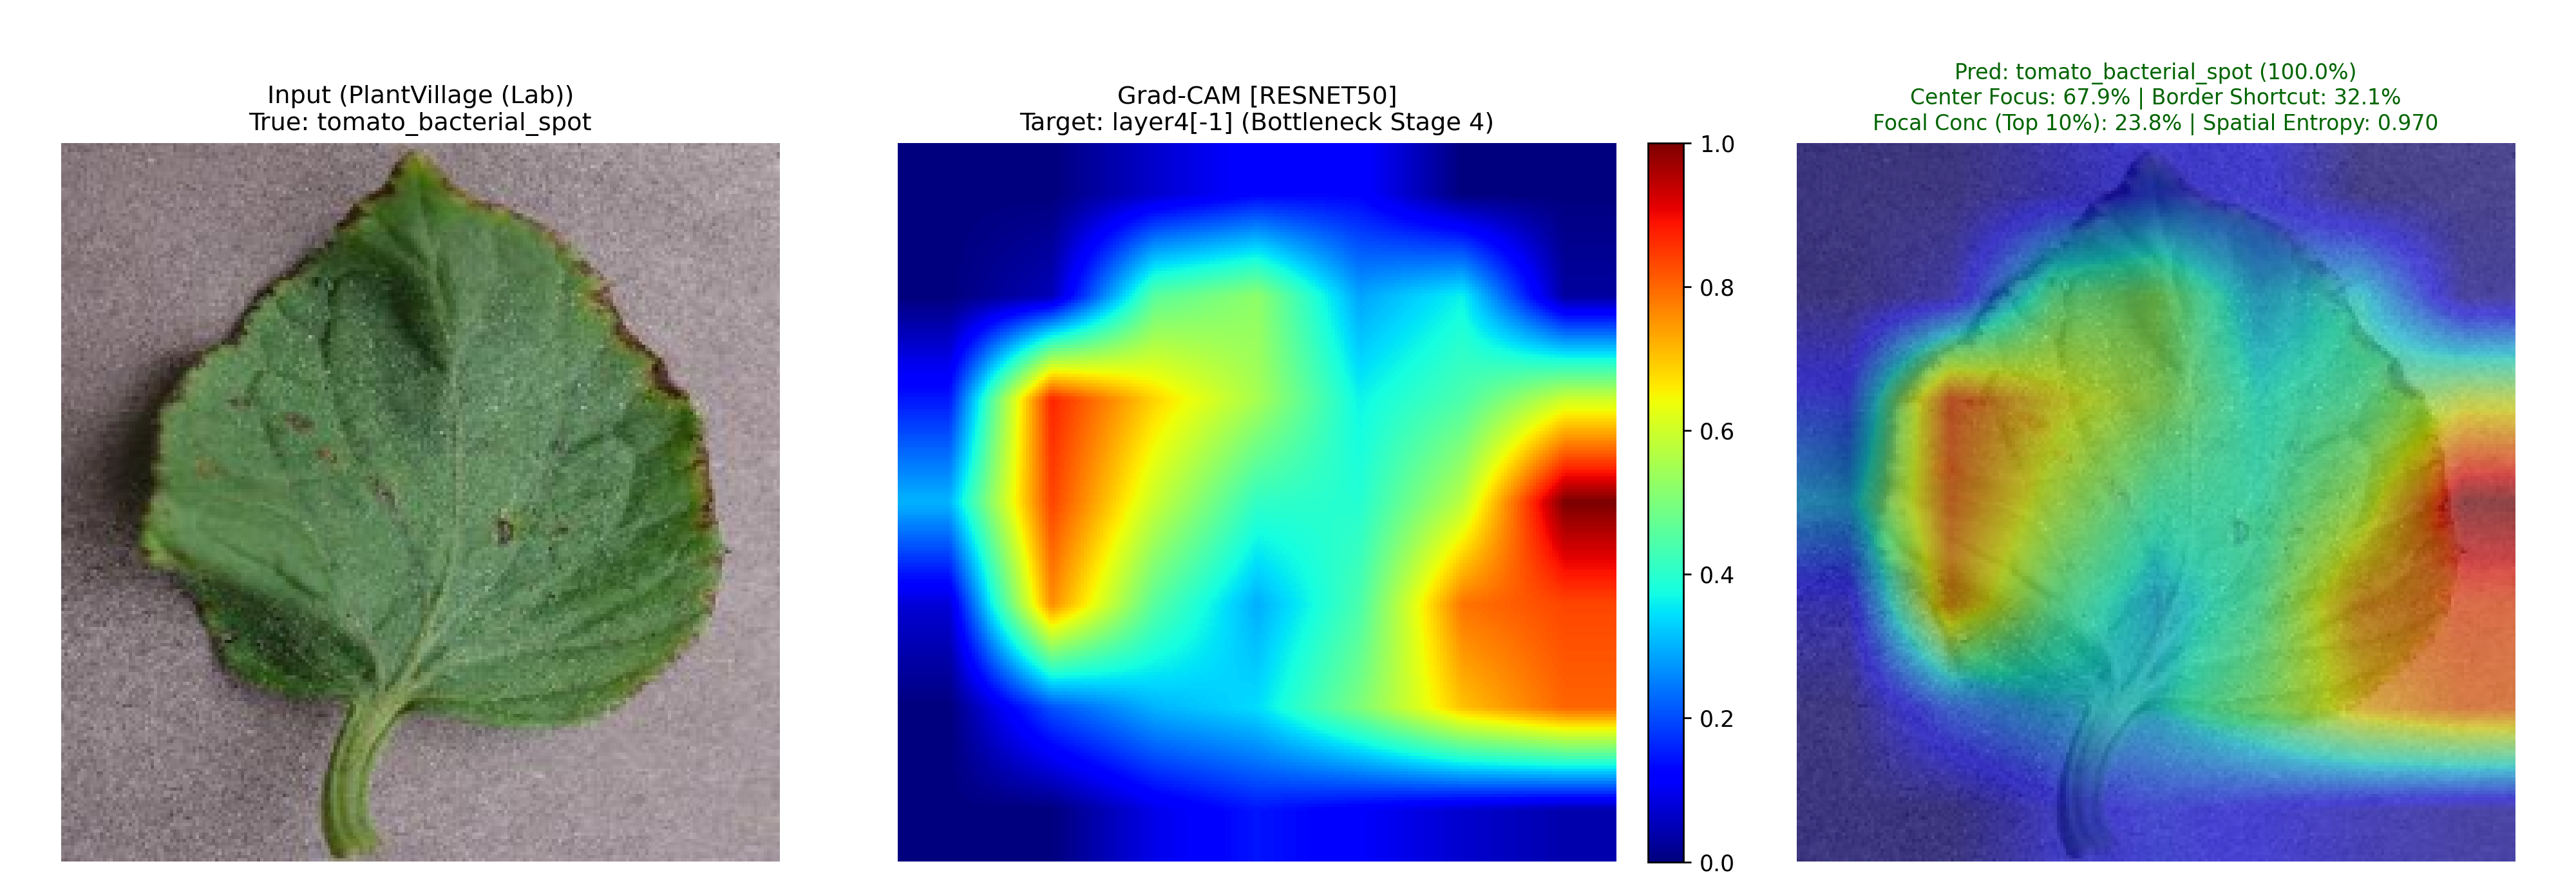 Input (PlantVillage (Lab))
True: tomato_bacterial_spot
Grad-CAM [RESNET50]
Target: layer4[-1] (Bottleneck Stage 4)
1.0
0.8
0.6
0.4
0.2
0.0
Pred: tomato_bacterial_spot (100.0%)
Center Focus: 67.9% | Border Shortcut: 32.1%
Focal Conc (Top 10%): 23.8% | Spatial Entropy: 0.970